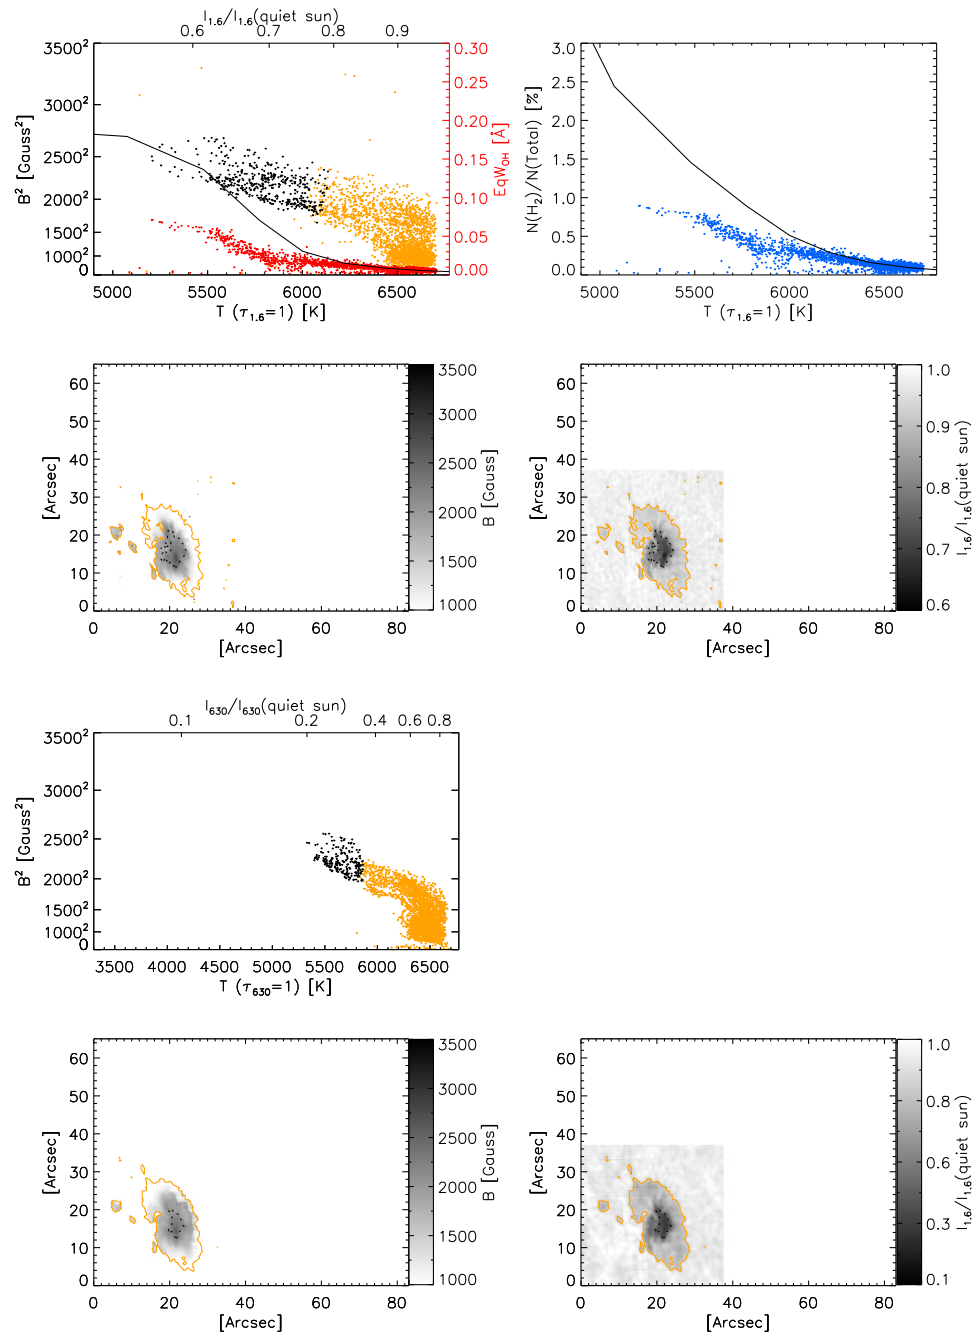 I1.6/I1.6(quiet sun)
0.6 0.7 0.8 0.9
3500² 3000² 2500² 2000² 1500² 1000² 0
B² [Gauss²]
0.30 0.25 0.20 0.15 0.10 0.05 0.00
EqWOH [Å]
5000 5500 6000 6500
T (τ1.6=1) [K]
3.0 2.5 2.0 1.5 1.0 0.5 0.0
N(H2)/N(Total) [%]
5000 5500 6000 6500
T (τ1.6=1) [K]
60 50 40 30 20 10 0
[Arcsec]
0 20 40 60 80
[Arcsec]
3500 3000 2500 2000 1500 1000
B [Gauss]
60 50 40 30 20 10 0
[Arcsec]
0 20 40 60 80
[Arcsec]
1.0 0.9 0.8 0.7 0.6
I1.6/I1.6(quiet sun)
I630/I630(quiet sun)
0.1 0.2 0.4 0.6 0.8
3500² 3000² 2500² 2000² 1500² 1000² 0
B² [Gauss²]
3500 4000 4500 5000 5500 6000 6500
T (τ630=1) [K]
60 50 40 30 20 10 0
[Arcsec]
0 20 40 60 80
[Arcsec]
3500 3000 2500 2000 1500 1000
B [Gauss]
60 50 40 30 20 10 0
[Arcsec]
0 20 40 60 80
[Arcsec]
1.0 0.8 0.6 0.3 0.1
I1.6/I1.6(quiet sun)